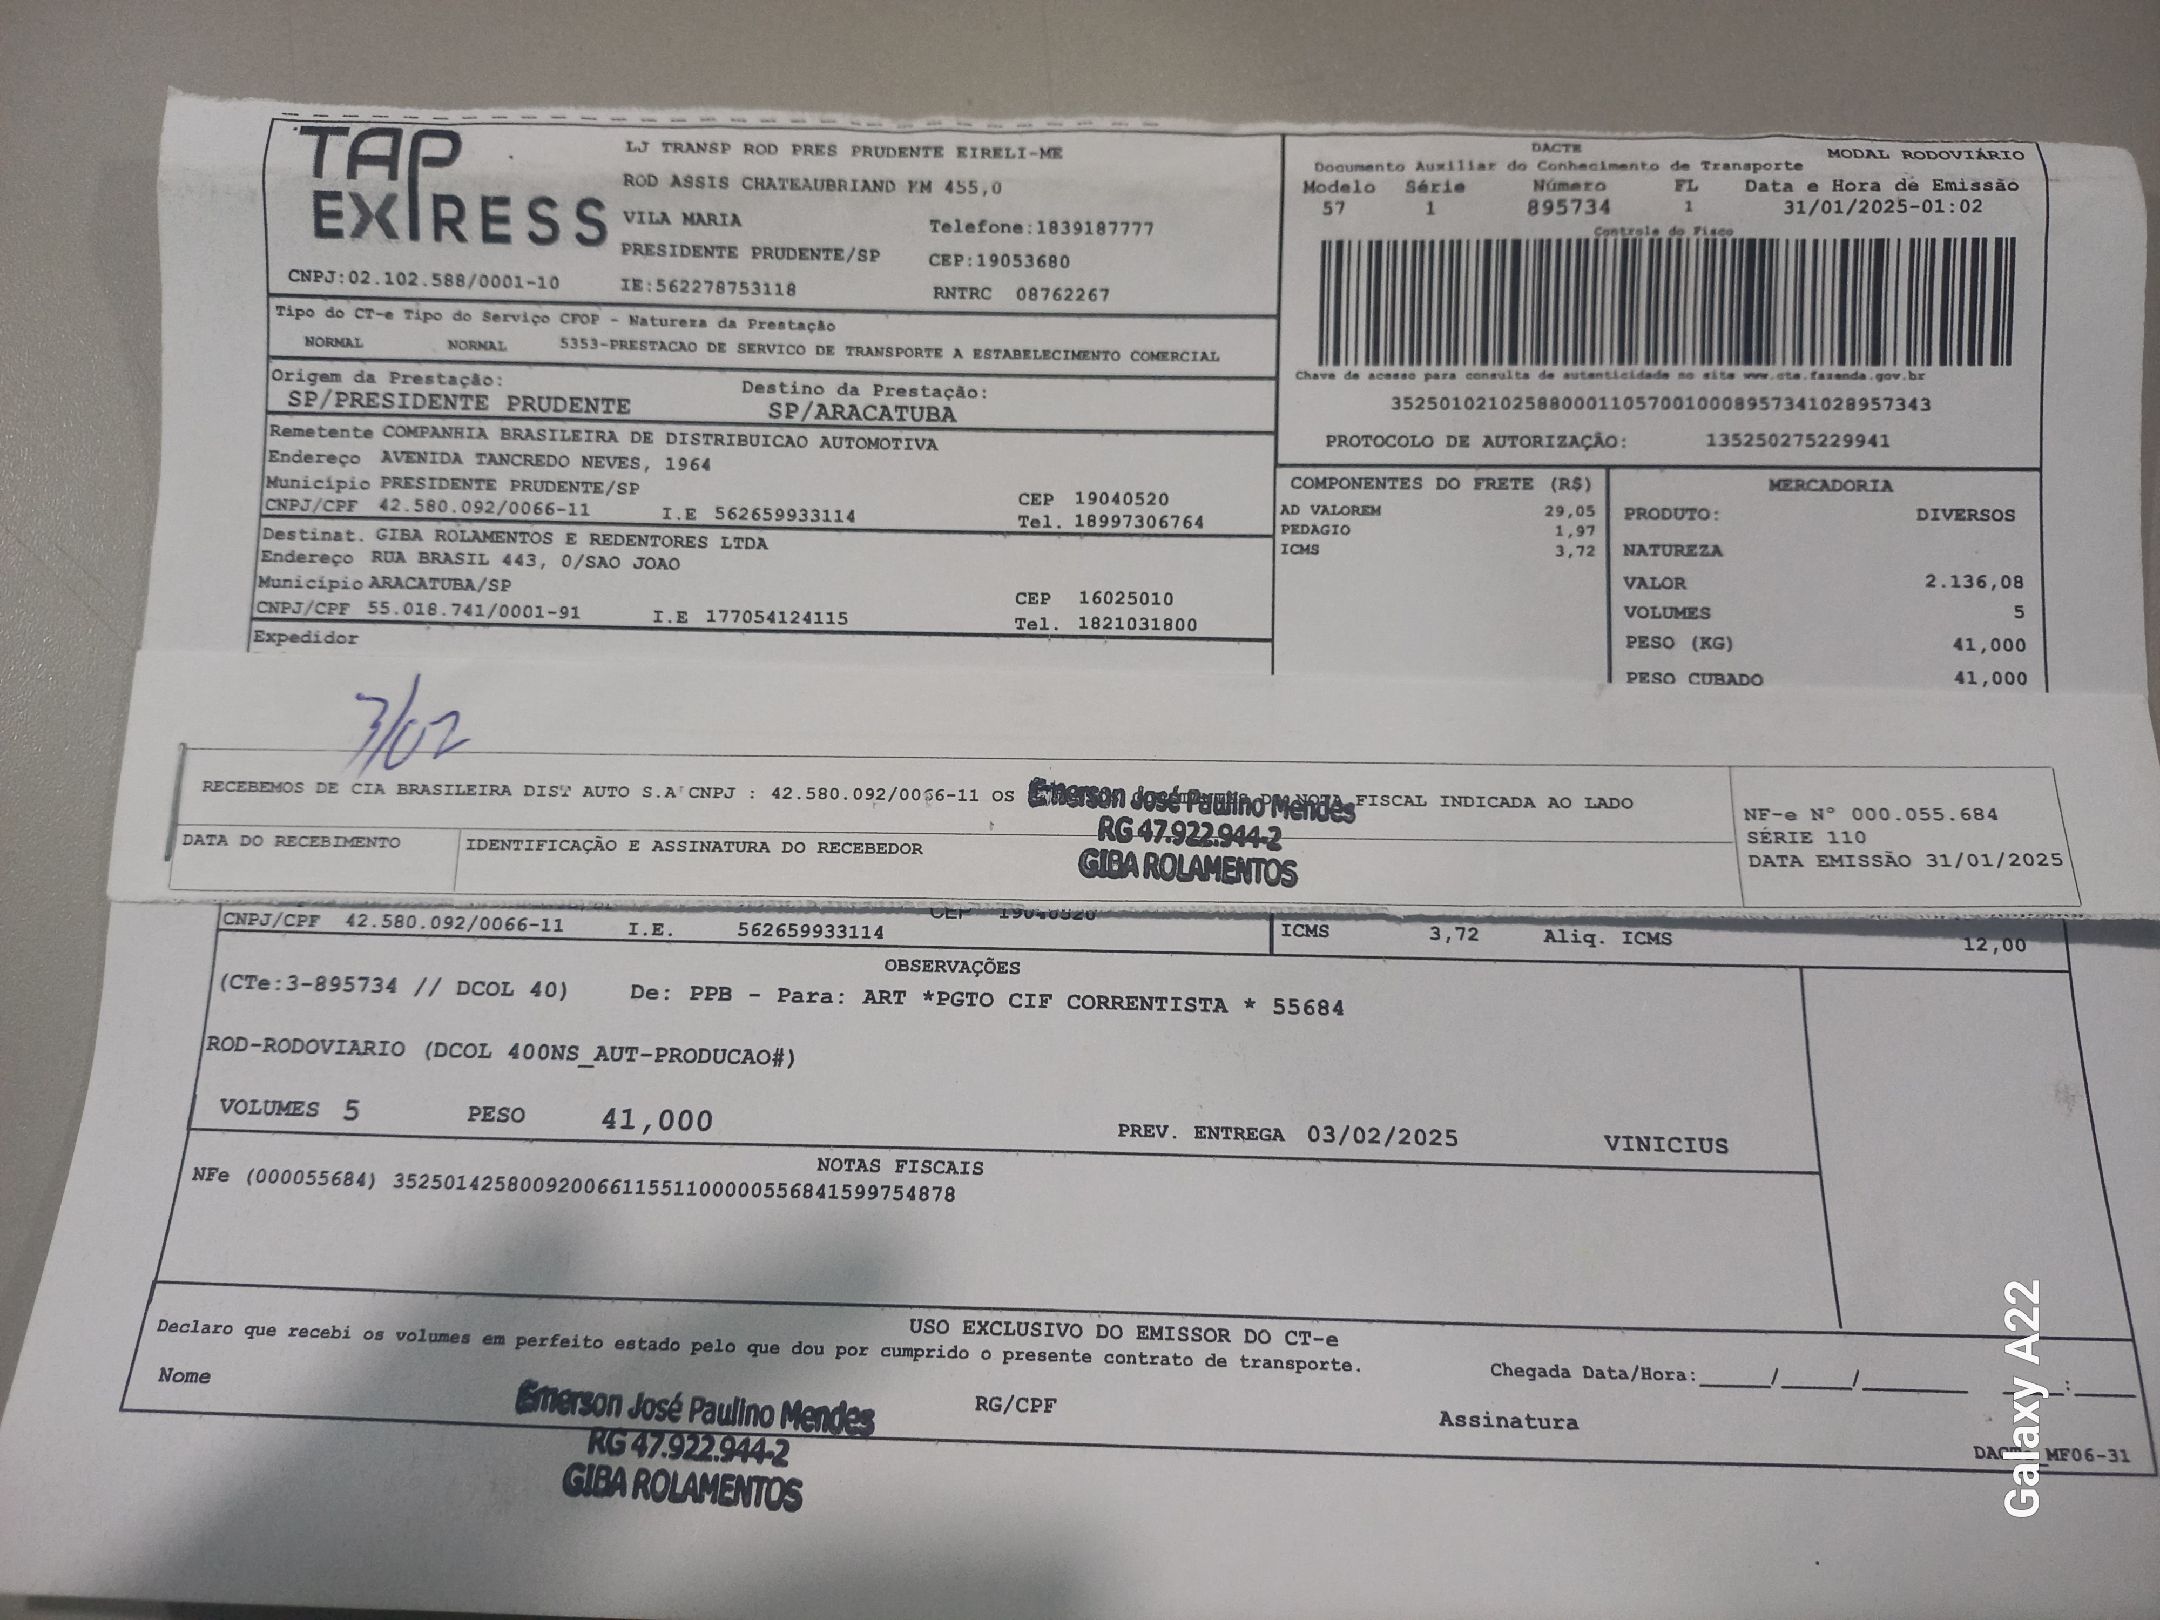 TAP EXPRESS
LJ TRANSP ROD PRES PRUDENTE EIRELI-ME
ROD ASSIS CHATEAUBRIAND KM 455,0
VILA MARIA Telefone:1839187777
PRESIDENTE PRUDENTE/SP CEP:19053680
CNPJ:02.102.588/0001-10 IE:562278753118 RNTRC 08762267
DACTE MODAL RODOVIÁRIO
Documento Auxiliar do Conhecimento de Transporte
Modelo Série Número FL Data e Hora de Emissão
57 1 895734 1 31/01/2025-01:02
Controle do Fisco
Chave de acesso para consulta de autenticidade no site www.cte.fazenda.gov.br
35250102102588000110570010008957341028957343
PROTOCOLO DE AUTORIZAÇÃO: 135250275229941
Tipo do CT-e Tipo do Serviço CFOP - Natureza da Prestação
NORMAL NORMAL 5353-PRESTACAO DE SERVICO DE TRANSPORTE A ESTABELECIMENTO COMERCIAL
Origem da Prestação: Destino da Prestação:
SP/PRESIDENTE PRUDENTE SP/ARACATUBA
Remetente COMPANHIA BRASILEIRA DE DISTRIBUICAO AUTOMOTIVA
Endereço AVENIDA TANCREDO NEVES, 1964
Município PRESIDENTE PRUDENTE/SP CEP 19040520
CNPJ/CPF 42.580.092/0066-11 I.E 562659933114 Tel. 18997306764
Destinat. GIBA ROLAMENTOS E REDENTORES LTDA
Endereço RUA BRASIL 443, 0/SAO JOAO
Município ARACATUBA/SP CEP 16025010
CNPJ/CPF 55.018.741/0001-91 I.E 177054124115 Tel. 1821031800
Expedidor
COMPONENTES DO FRETE (R$)
AD VALOREM 29,05
PEDAGIO 1,97
ICMS 3,72
MERCADORIA
PRODUTO: DIVERSOS
NATUREZA
VALOR 2.136,08
VOLUMES 5
PESO (KG) 41,000
PESO CUBADO 41,000
3/02
RECEBEMOS DE CIA BRASILEIRA DIST AUTO S.A CNPJ : 42.580.092/0066-11 OS NOTA FISCAL INDICADA AO LADO
Emerson José Paulino Mendes
RG 47.922.944-2
GIBA ROLAMENTOS
DATA DO RECEBIMENTO IDENTIFICAÇÃO E ASSINATURA DO RECEBEDOR
NF-e Nº 000.055.684
SÉRIE 110
DATA EMISSÃO 31/01/2025
CEP 19040520
CNPJ/CPF 42.580.092/0066-11 I.E. 562659933114 ICMS 3,72 Aliq. ICMS 12,00
OBSERVAÇÕES
(CTe:3-895734 // DCOL 40) De: PPB - Para: ART *PGTO CIF CORRENTISTA * 55684
ROD-RODOVIARIO (DCOL 400NS_AUT-PRODUCAO#)
VOLUMES 5 PESO 41,000 PREV. ENTREGA 03/02/2025 VINICIUS
NOTAS FISCAIS
NFe (000055684) 35250142580092006611551100000556841599754878
USO EXCLUSIVO DO EMISSOR DO CT-e
Declaro que recebi os volumes em perfeito estado pelo que dou por cumprido o presente contrato de transporte.
Chegada Data/Hora:_____/_____/________ ____:____
Nome RG/CPF Assinatura
Emerson José Paulino Mendes
RG 47.922.944-2
GIBA ROLAMENTOS
MF06-31
Galaxy A22